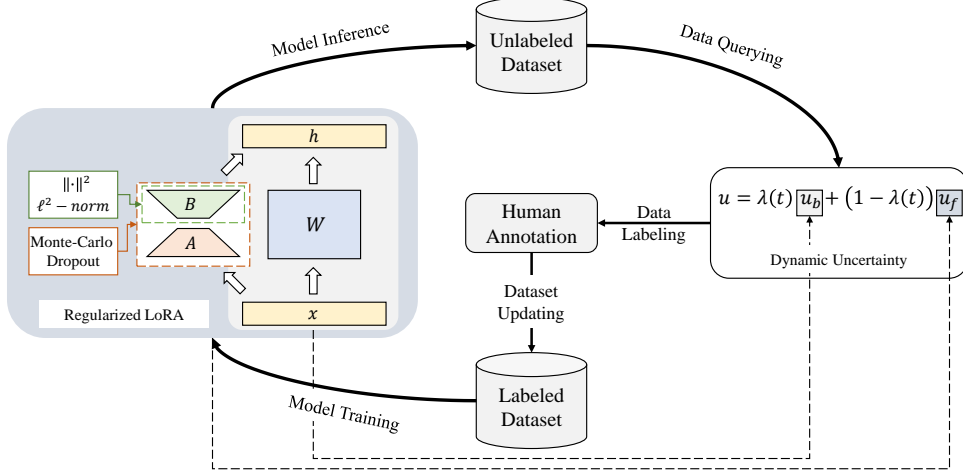 Model Inference
Unlabeled
Dataset
Data Querying
h
‖·‖²
ℓ² − norm
B
W
Monte-Carlo
Dropout
A
Regularized LoRA
x
Human
Annotation
Data
Labeling
u = λ(t) u_b + (1 − λ(t)) u_f
Dynamic Uncertainty
Dataset
Updating
Labeled
Dataset
Model Training